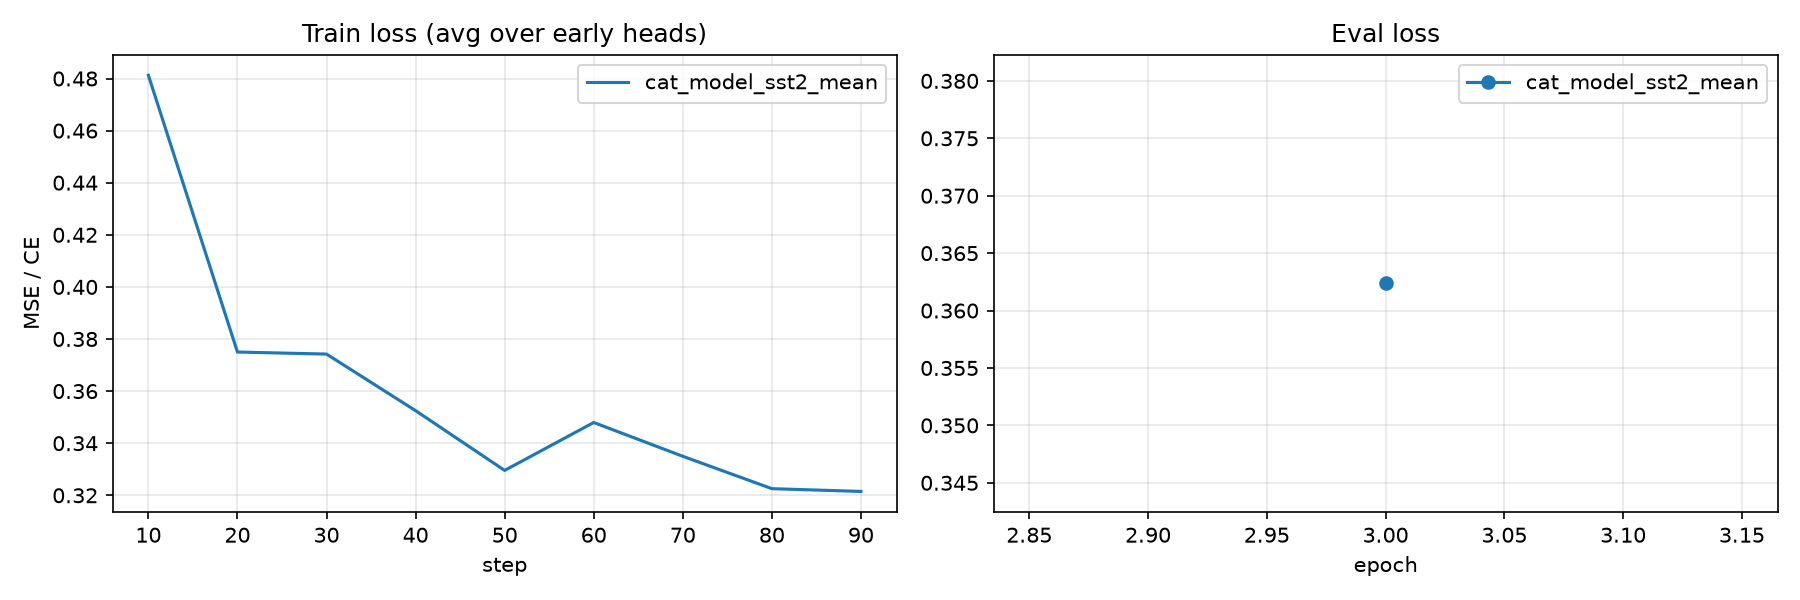 Train loss (avg over early heads)
cat_model_sst2_mean
MSE / CE
0.48
0.46
0.44
0.42
0.40
0.38
0.36
0.34
0.32
10 20 30 40 50 60 70 80 90
step
Eval loss
cat_model_sst2_mean
0.380
0.375
0.370
0.365
0.360
0.355
0.350
0.345
2.85 2.90 2.95 3.00 3.05 3.10 3.15
epoch